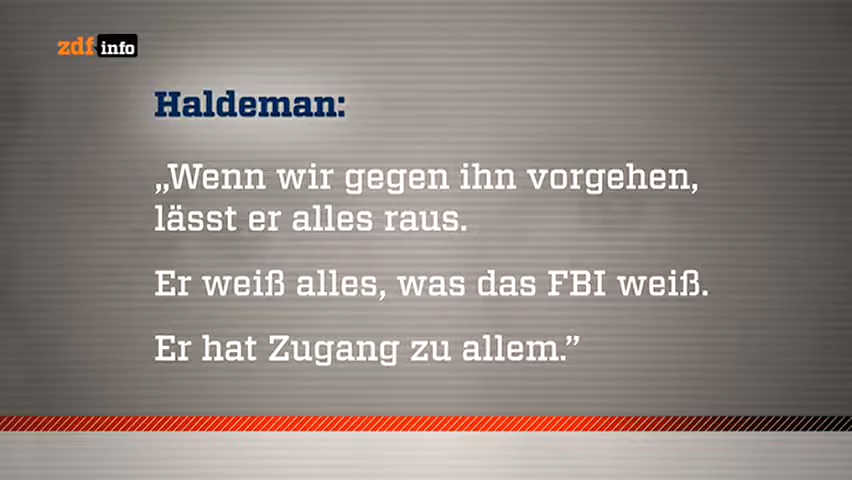 zdf info
Haldeman:
„Wenn wir gegen ihn vorgehen,
lässt er alles raus.
Er weiß alles, was das FBI weiß.
Er hat Zugang zu allem.”